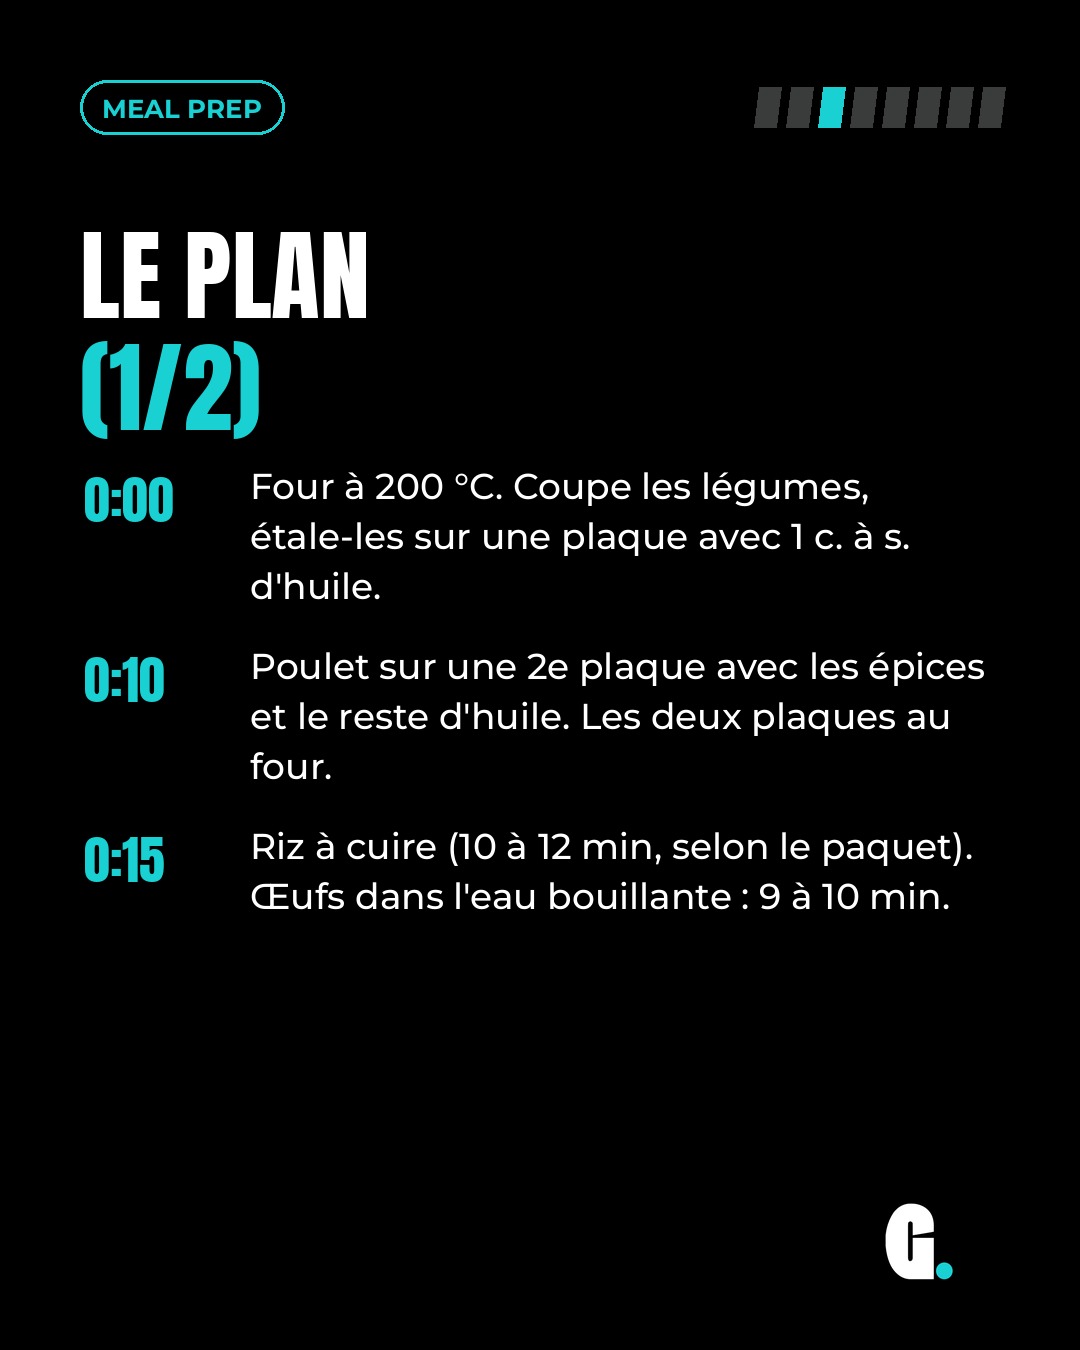 MEAL PREP
LE PLAN
(1/2)
0:00
Four à 200 °C. Coupe les légumes,
étale-les sur une plaque avec 1 c. à s.
d'huile.
0:10
Poulet sur une 2e plaque avec les épices
et le reste d'huile. Les deux plaques au
four.
0:15
Riz à cuire (10 à 12 min, selon le paquet).
Œufs dans l'eau bouillante : 9 à 10 min.
G.